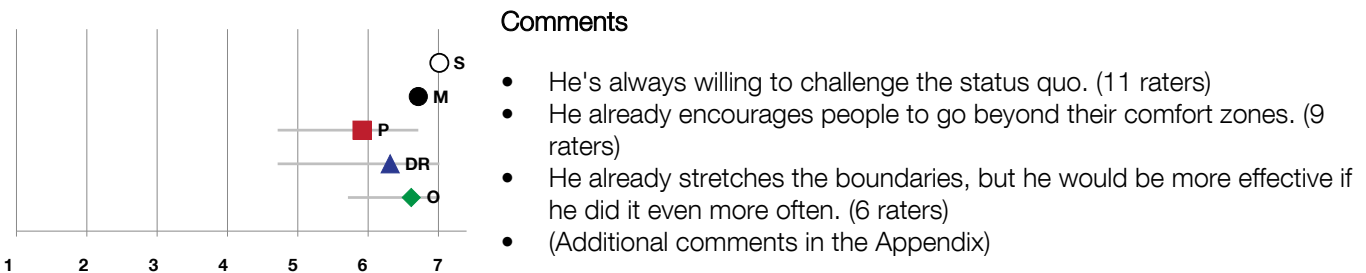 Comments
S
M
P
DR
O
1 2 3 4 5 6 7
• He's always willing to challenge the status quo. (11 raters)
• He already encourages people to go beyond their comfort zones. (9
raters)
• He already stretches the boundaries, but he would be more effective if
he did it even more often. (6 raters)
• (Additional comments in the Appendix)